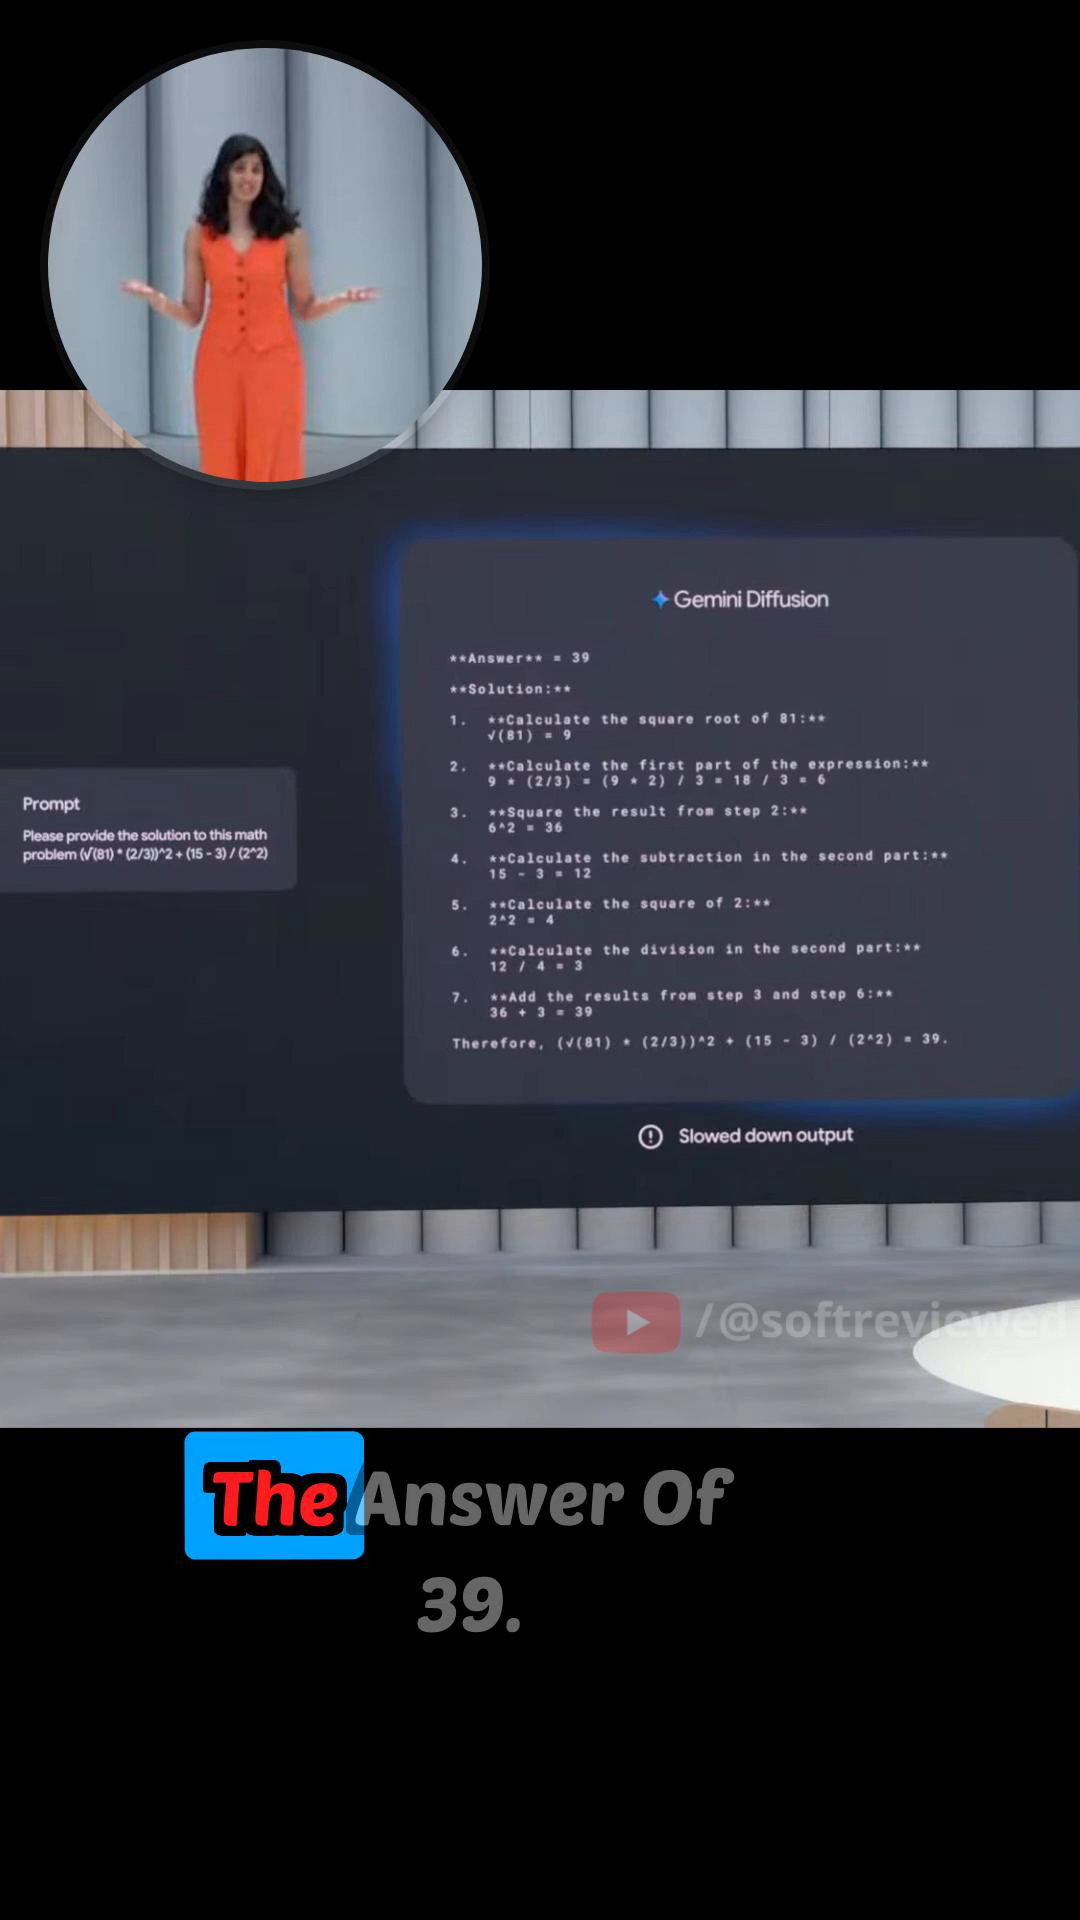 Gemini Diffusion
**Answer** = 39
**Solution:**
1. **Calculate the square root of 81:**
√(81) = 9
2. **Calculate the first part of the expression:**
9 * (2/3) = (9 * 2) / 3 = 18 / 3 = 6
3. **Square the result from step 2:**
6^2 = 36
4. **Calculate the subtraction in the second part:**
15 - 3 = 12
5. **Calculate the square of 2:**
2^2 = 4
6. **Calculate the division in the second part:**
12 / 4 = 3
7. **Add the results from step 3 and step 6:**
36 + 3 = 39
Therefore, (√(81) * (2/3))^2 + (15 - 3) / (2^2) = 39.
Prompt
Please provide the solution to this math
problem (√(81) * (2/3))^2 + (15 - 3) / (2^2)
Slowed down output
/@softreviewed
The Answer Of
39.